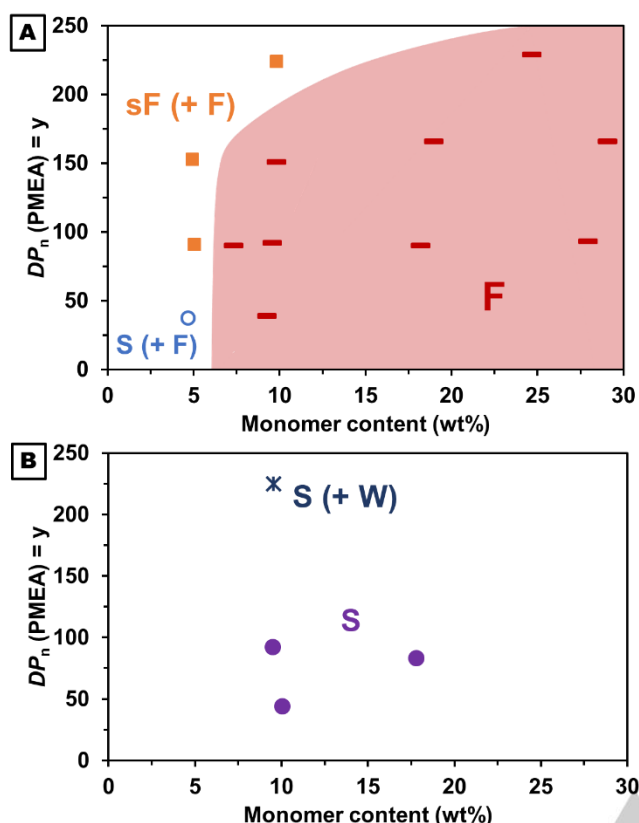 A
250
200
150
100
50
0
DPn (PMEA) = y
sF (+ F)
S (+ F)
F
0 5 10 15 20 25 30
Monomer content (wt%)
B
250
200
150
100
50
0
DPn (PMEA) = y
S (+ W)
S
0 5 10 15 20 25 30
Monomer content (wt%)